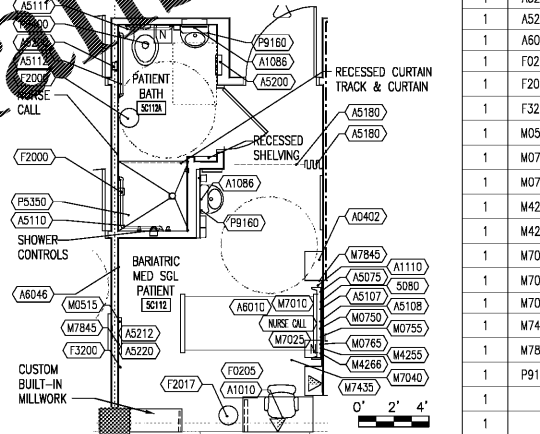 A5111
N
P9160
A1086
A5112
A5200
F2000
PATIENT
BATH
5C112A
NURSE
CALL
RECESSED CURTAIN
TRACK & CURTAIN
A5180
A5180
RECESSED
SHELVING
F2000
A1086
P5350
A5110
P9160
SHOWER
CONTROLS
A0402
BARIATRIC
MED SGL
PATIENT
5C112
M7845
A1110
A5075
5080
A6046
A5107
A5108
M0515
A6010
M7010
M0750
M0755
M7845
A5212
NURSE CALL
M7025
M0765
F3200
A5220
N
M4255
M4266
CUSTOM
BUILT-IN
MILLWORK
F0205
M7040
F2017
A1010
M7435
0' 2' 4'
1
1 A52
1 A60
1 F02
1 F20
1 F32
1 M05
1 M07
1 M07
1 M42
1 M42
1 M70
1 M70
1 M70
1 M74
1 M78
1 P91
1
1